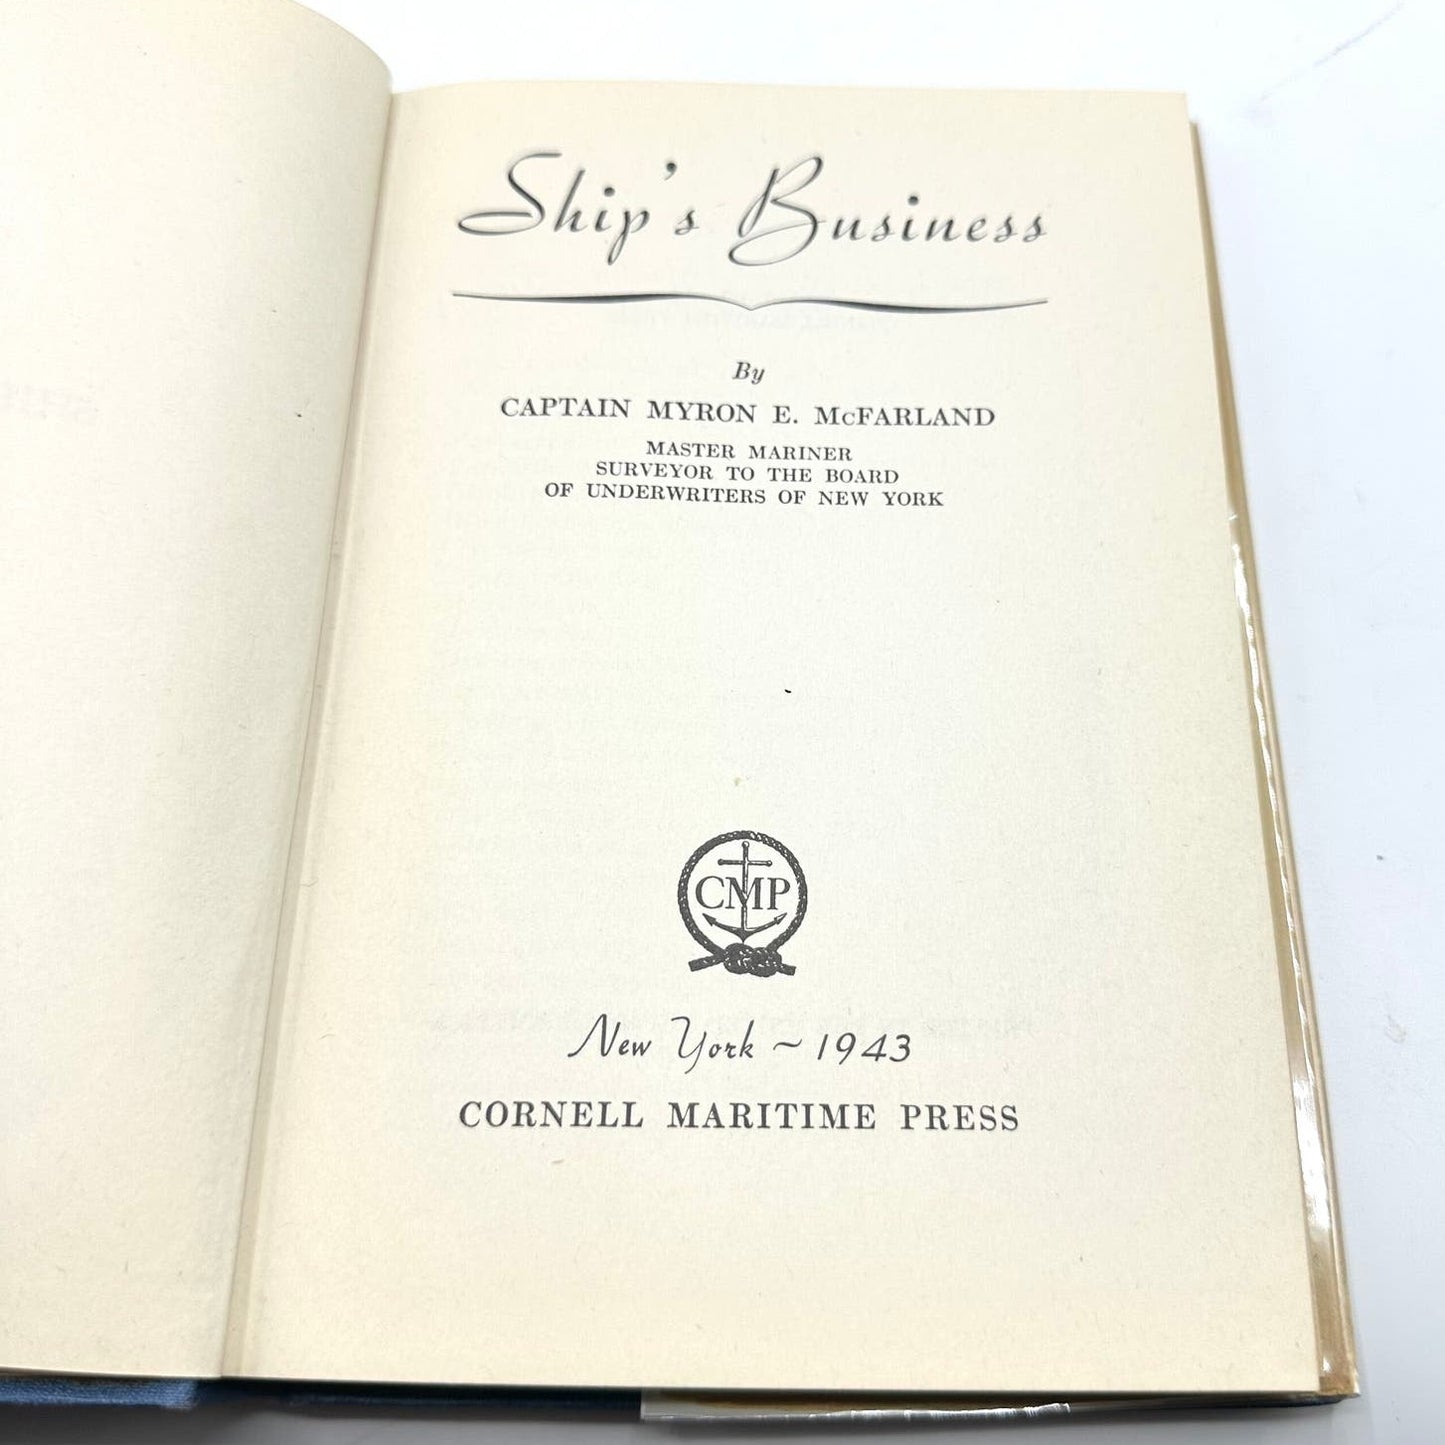 Ship's Business
By
CAPTAIN MYRON E. McFARLAND
MASTER MARINER
SURVEYOR TO THE BOARD
OF UNDERWRITERS OF NEW YORK
CMP
New York ~ 1943
CORNELL MARITIME PRESS